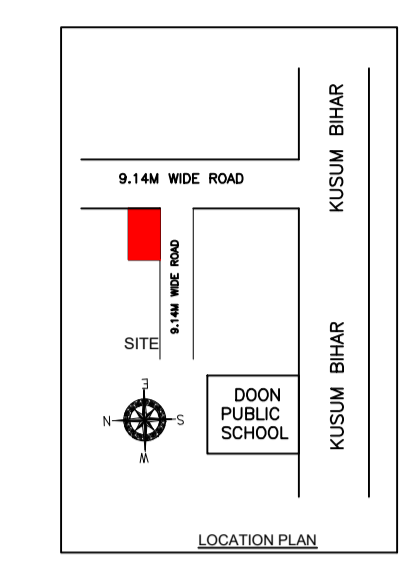 KUSUM BIHAR
9.14M WIDE ROAD
9.14M WIDE ROAD
SITE
KUSUM BIHAR
E
N
S
W
DOON
PUBLIC
SCHOOL
LOCATION PLAN